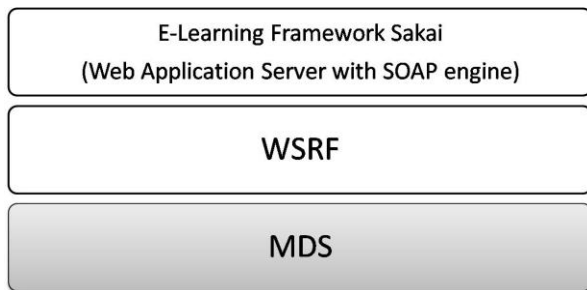 E-Learning Framework Sakai
(Web Application Server with SOAP engine)
WSRF
MDS